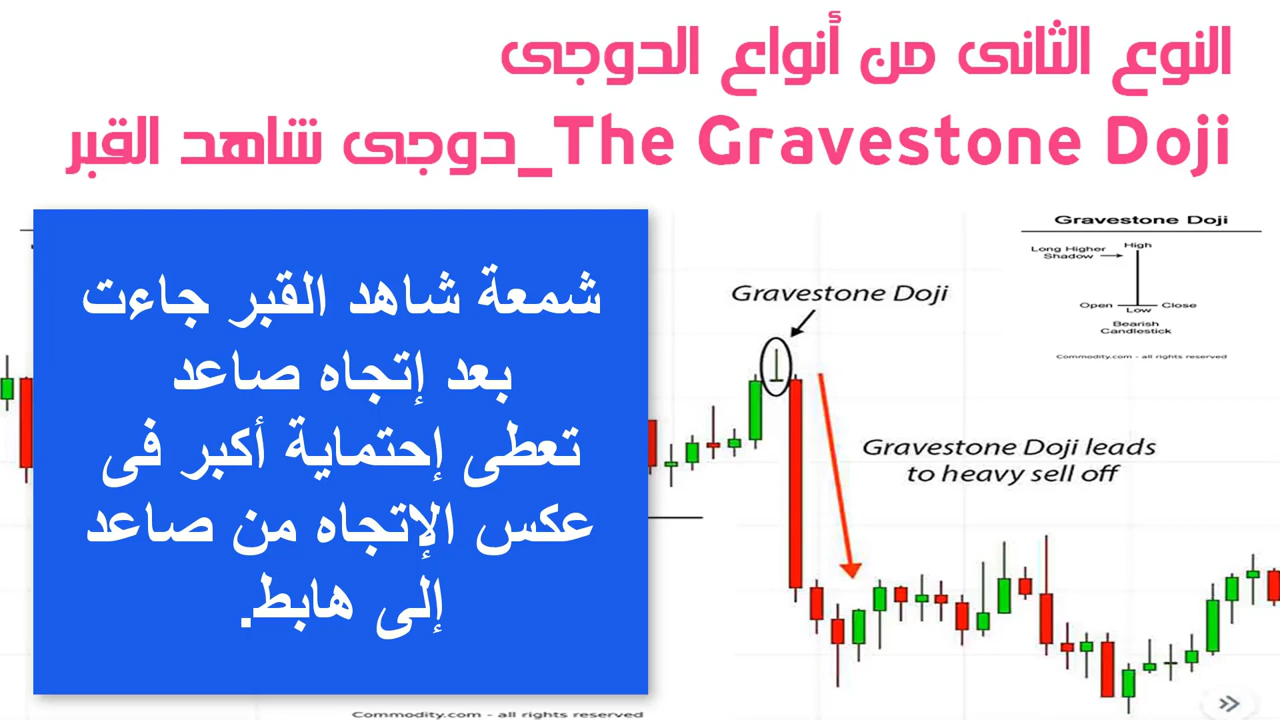 النوع الثانى من أنواع الدوجى
The Gravestone Doji_دوجى شاهد القبر
شمعة شاهد القبر جاءت
بعد إتجاه صاعد
تعطى إحتماية أكبر فى
عكس الإتجاه من صاعد
إلى هابط.
Gravestone Doji
Gravestone Doji leads
to heavy sell off
Gravestone Doji
High
Long Higher
Shadow
Open
Close
Low
Bearish
Candlestick
Commodity.com - all rights reserved
Commodity.com - all rights reserved